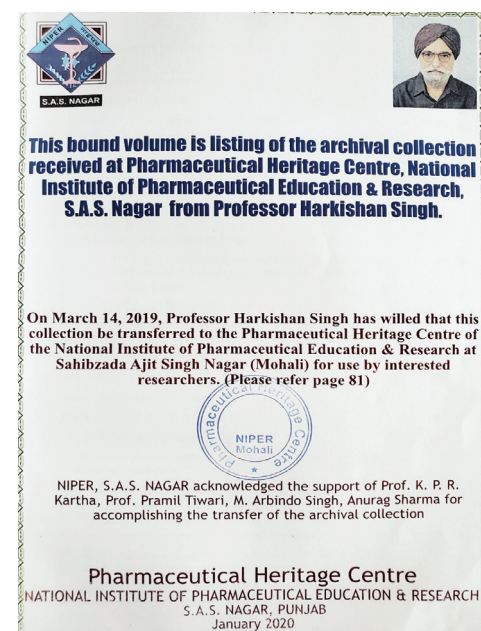 NIPER
S.A.S. NAGAR
This bound volume is listing of the archival collection
received at Pharmaceutical Heritage Centre, National
Institute of Pharmaceutical Education & Research,
S.A.S. Nagar from Professor Harkishan Singh.
On March 14, 2019, Professor Harkishan Singh has willed that this
collection be transferred to the Pharmaceutical Heritage Centre of
the National Institute of Pharmaceutical Education & Research at
Sahibzada Ajit Singh Nagar (Mohali) for use by interested
researchers. (Please refer page 81)
Pharmaceutical Heritage Centre
NIPER
Mohali
NIPER, S.A.S. NAGAR acknowledged the support of Prof. K. P. R.
Kartha, Prof. Pramil Tiwari, M. Arbindo Singh, Anurag Sharma for
accomplishing the transfer of the archival collection
Pharmaceutical Heritage Centre
NATIONAL INSTITUTE OF PHARMACEUTICAL EDUCATION & RESEARCH
S.A.S. NAGAR, PUNJAB
January 2020